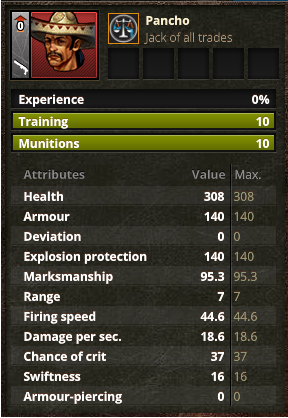 0
Pancho
Jack of all trades
Experience 0%
Training 10
Munitions 10
Attributes Value Max.
Health 308 308
Armour 140 140
Deviation 0 0
Explosion protection 140 140
Marksmanship 95.3 95.3
Range 7 7
Firing speed 44.6 44.6
Damage per sec. 18.6 18.6
Chance of crit 37 37
Swiftness 16 16
Armour-piercing 0 0